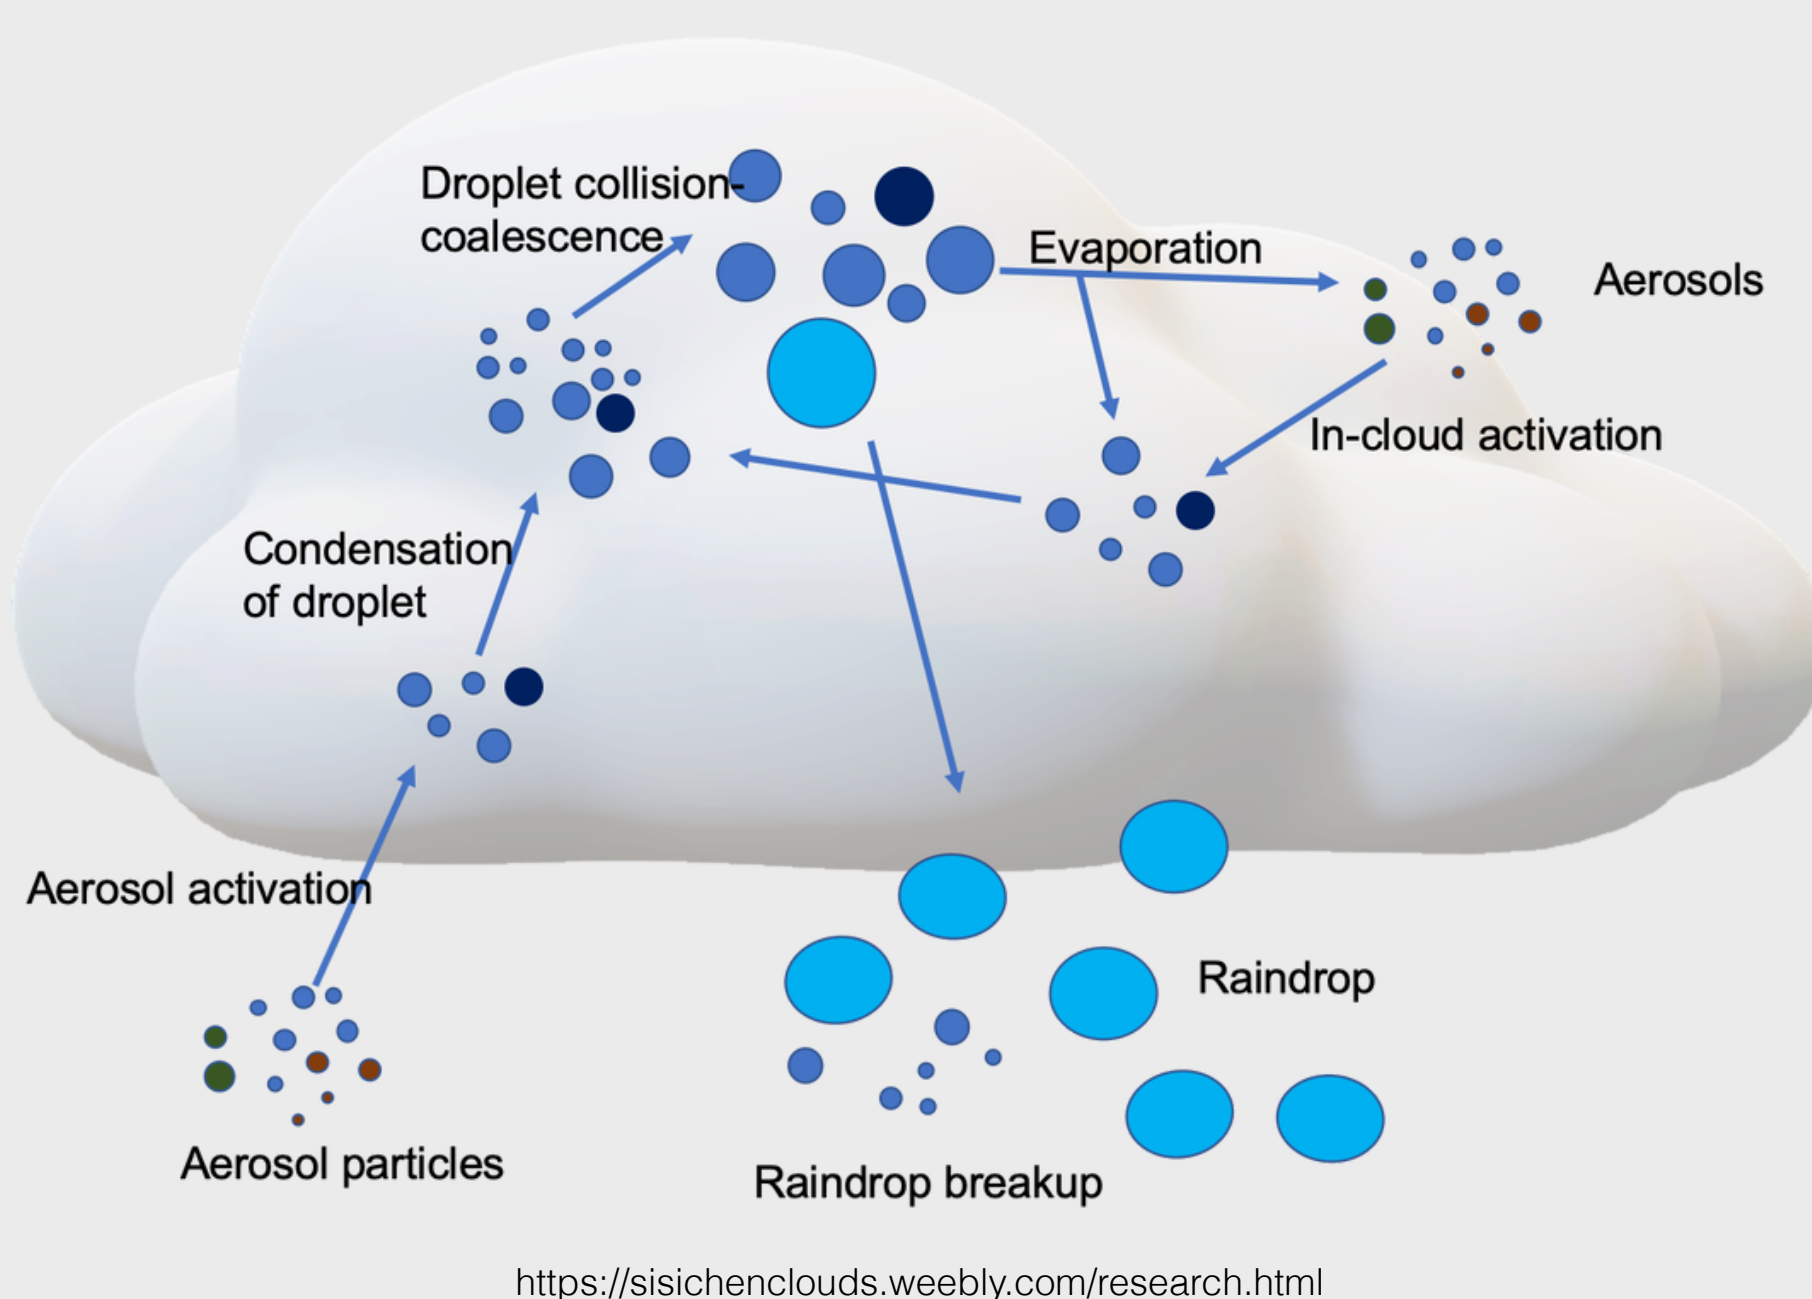 Droplet collision-
coalescence
Evaporation
Aerosols
In-cloud activation
Condensation
of droplet
Aerosol activation
Raindrop
Aerosol particles
Raindrop breakup
https://sisichenclouds.weebly.com/research.html